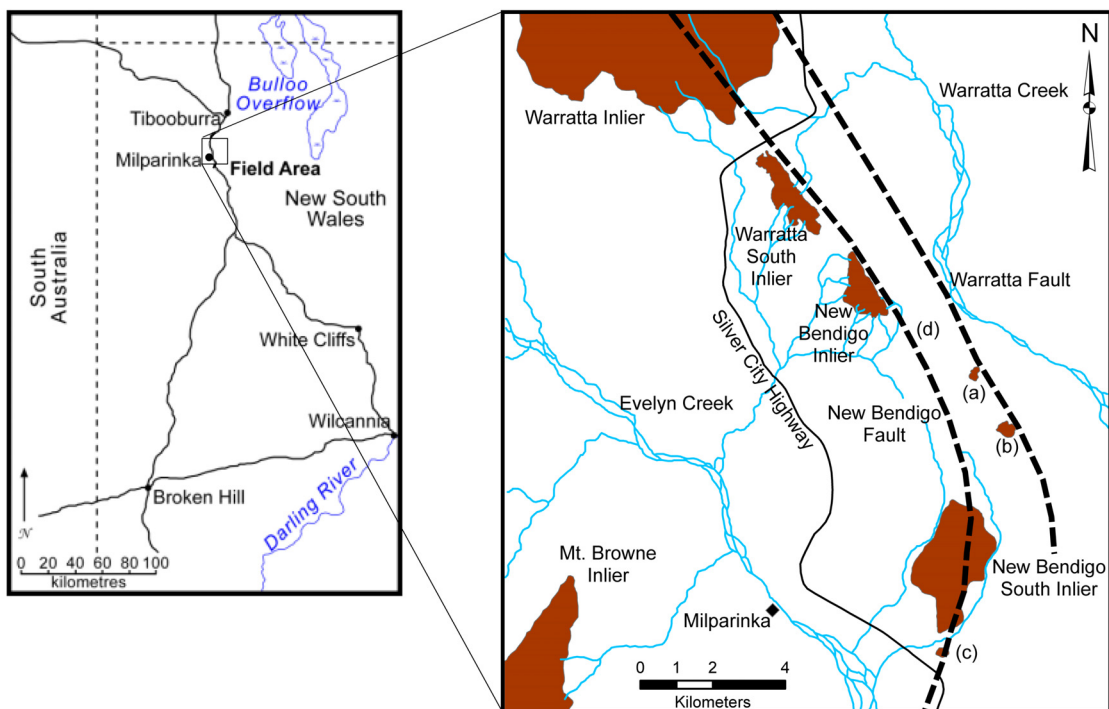 Bulloo
Overflow
Tibooburra
Milparinka
Field Area
New South
Wales
South
Australia
White Cliffs
Wilcannia
Broken Hill
Darling River
N
0 20 40 60 80 100
kilometres
N
Warratta Creek
Warratta Inlier
Warratta
South
Inlier
Warratta Fault
New
Bendigo
Inlier
(d)
Silver City Highway
(a)
Evelyn Creek
New Bendigo
Fault
(b)
Mt. Browne
Inlier
New Bendigo
South Inlier
Milparinka
(c)
0 1 2 4
Kilometers